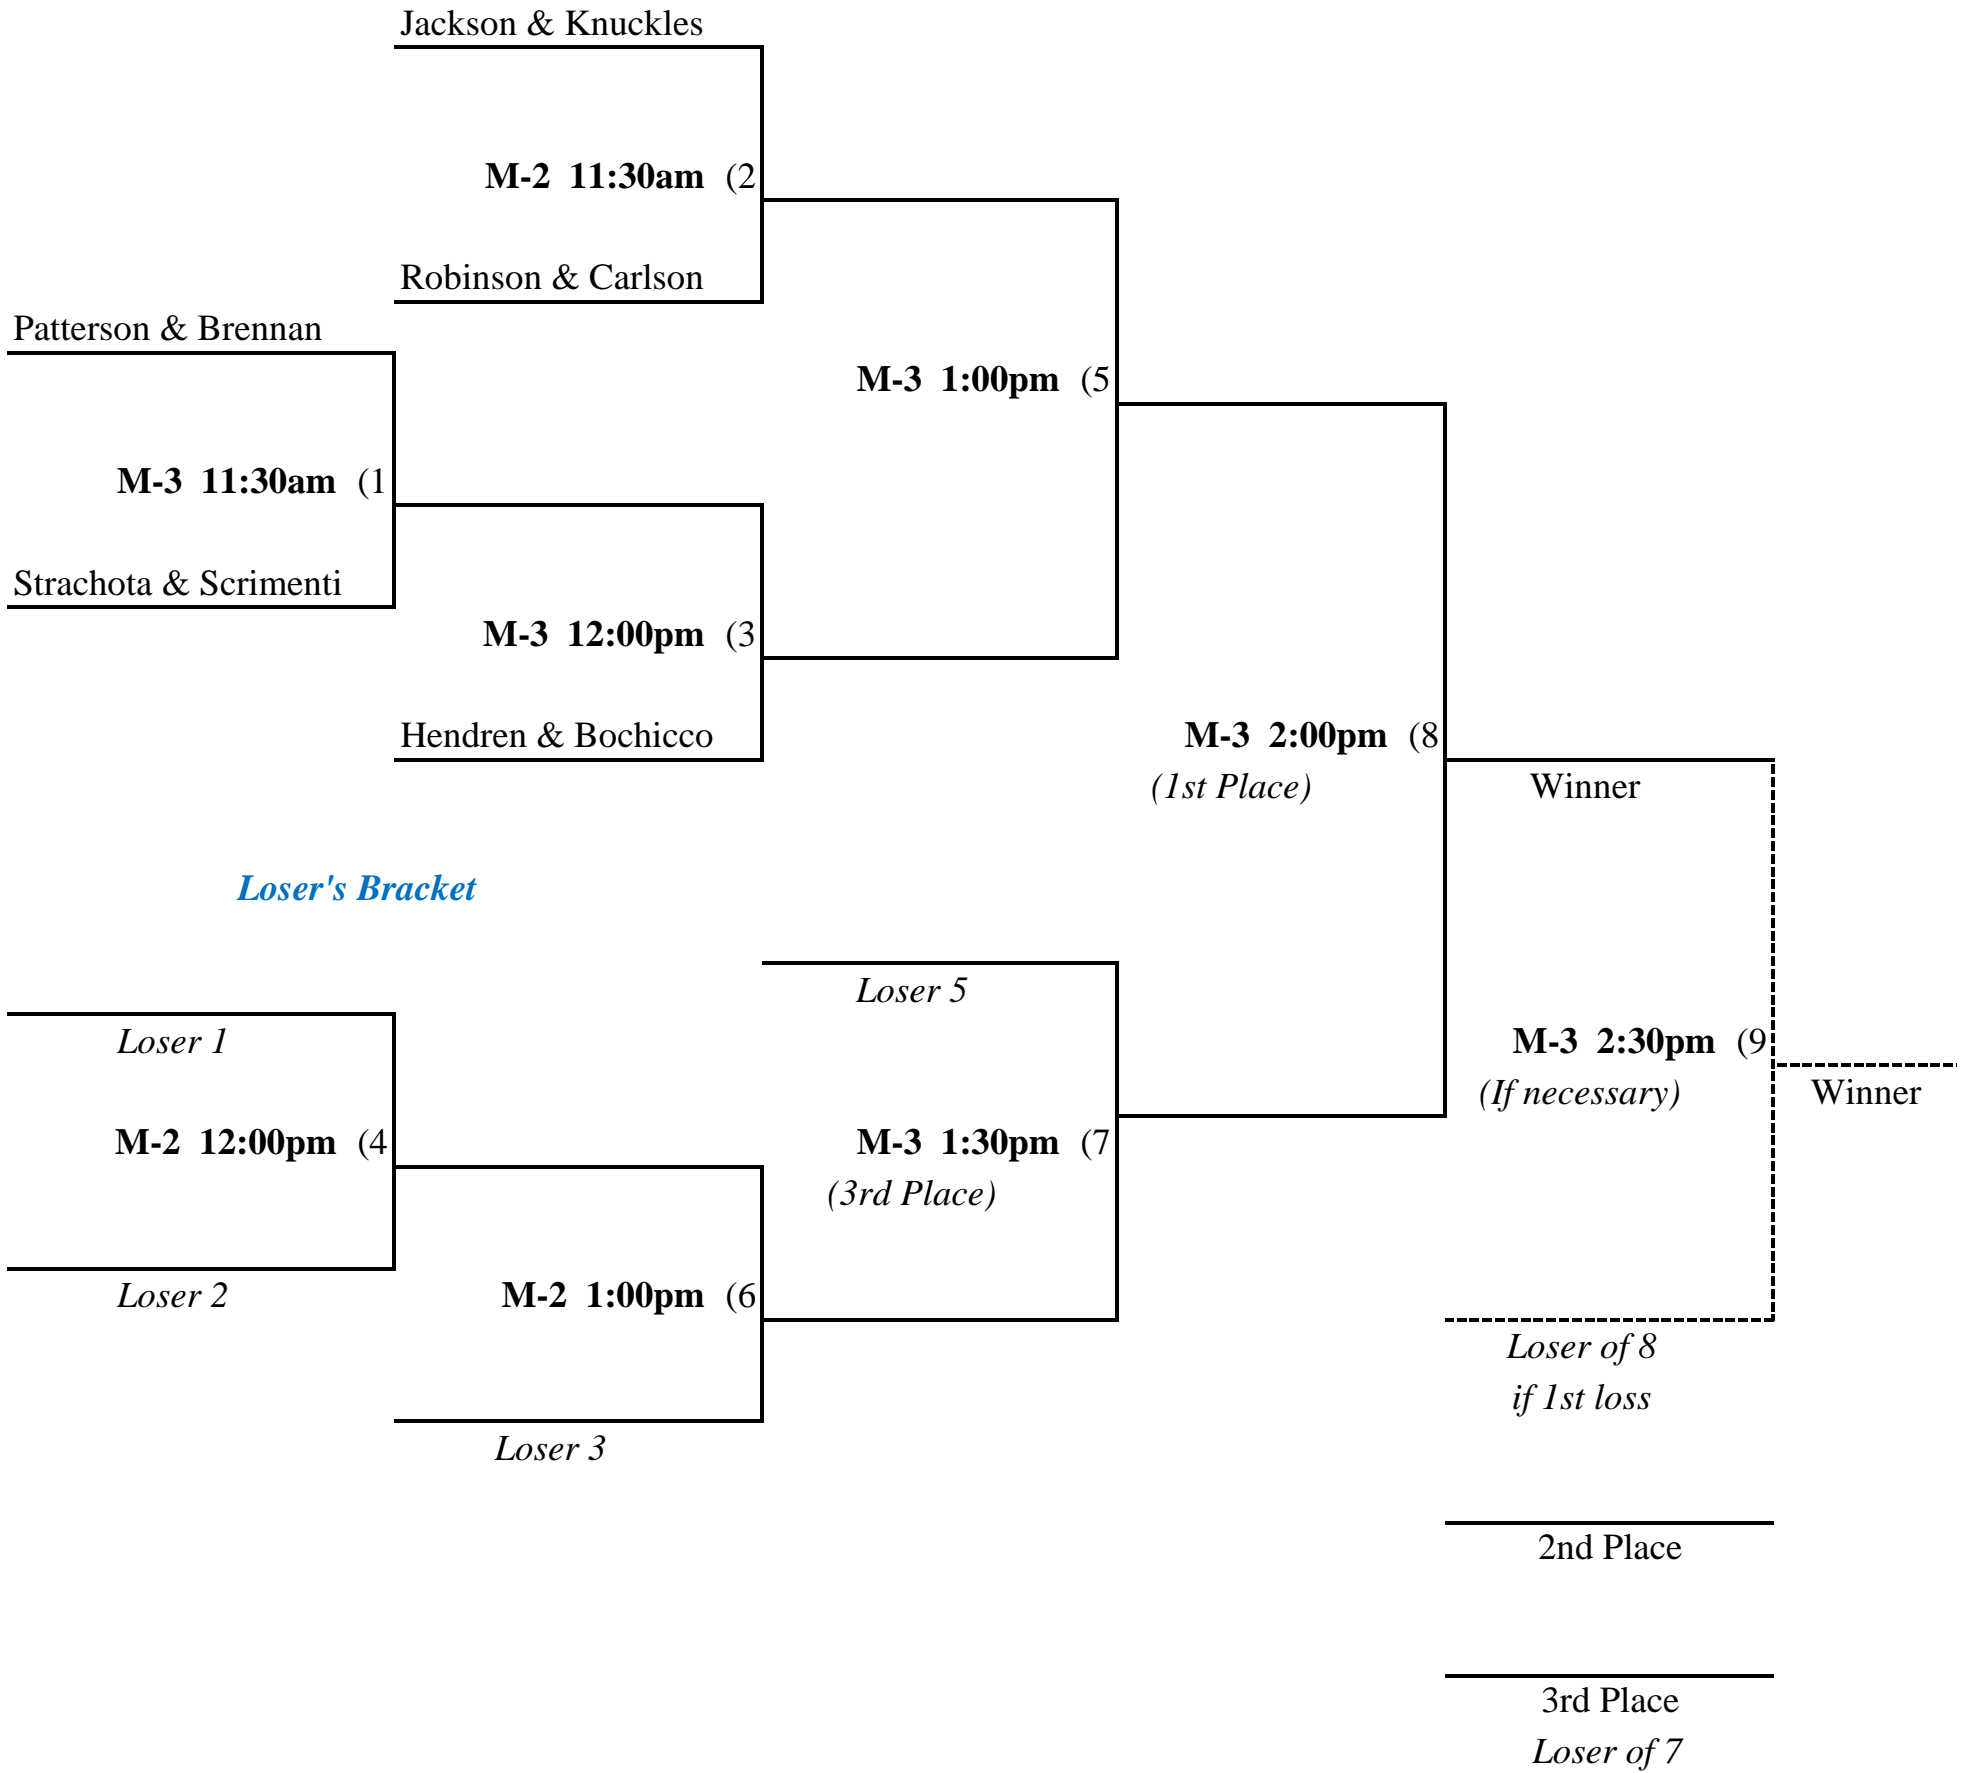 Jackson & Knuckles
M-2 11:30am (2
Robinson & Carlson
Patterson & Brennan
M-3 1:00pm (5
M-3 11:30am (1
Strachota & Scrimenti
M-3 12:00pm (3
Hendren & Bochicco
M-3 2:00pm (8
(1st Place)
Winner
Loser's Bracket
Loser 5
Loser 1
M-3 2:30pm (9
(If necessary)
Winner
M-2 12:00pm (4
M-3 1:30pm (7
(3rd Place)
Loser 2
M-2 1:00pm (6
Loser of 8
if 1st loss
Loser 3
2nd Place
3rd Place
Loser of 7